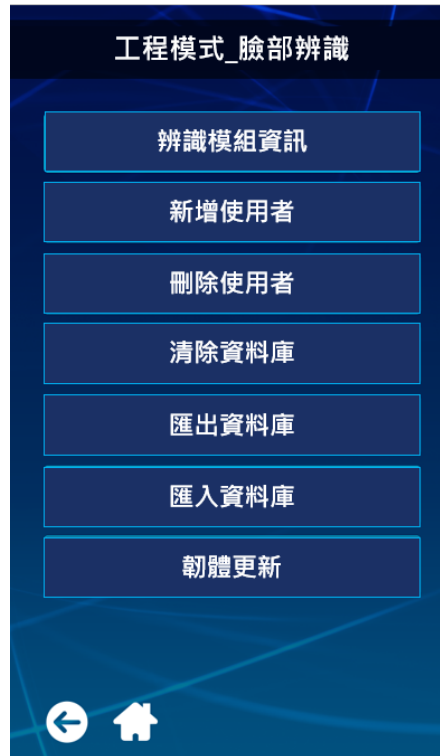 工程模式_臉部辨識
辨識模組資訊
新增使用者
刪除使用者
清除資料庫
匯出資料庫
匯入資料庫
韌體更新